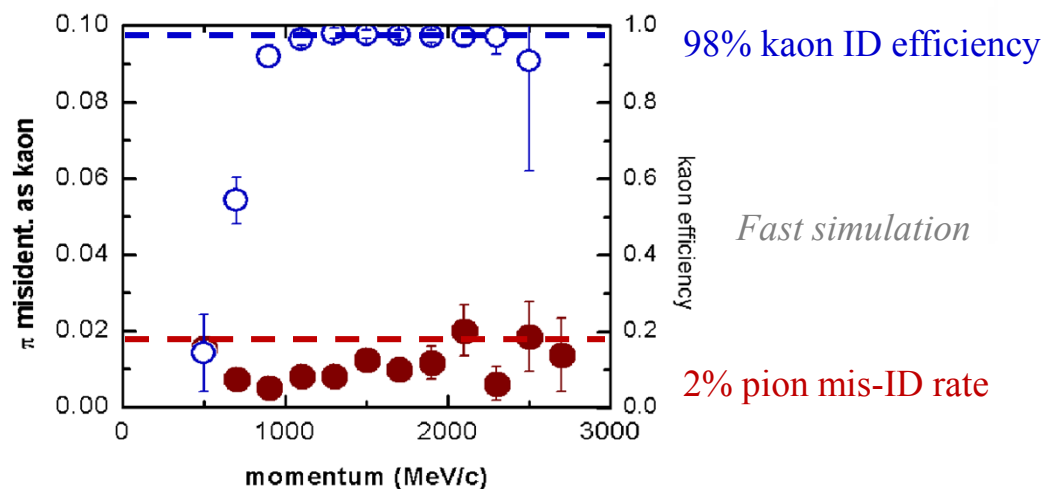 0.10
0.08
0.06
0.04
0.02
0.00
π misident. as kaon
1.0
0.8
0.6
0.4
0.2
0.0
kaon efficiency
0
1000
2000
3000
momentum (MeV/c)
98% kaon ID efficiency
Fast simulation
2% pion mis-ID rate